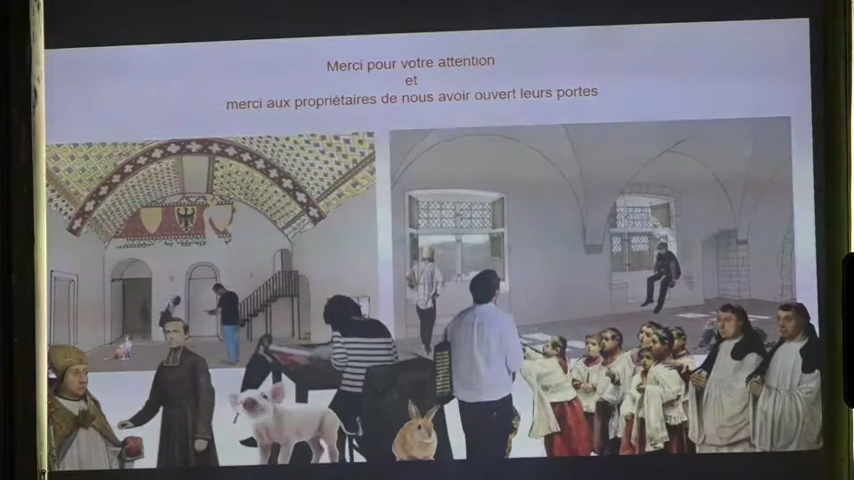 Merci pour votre attention
et
merci aux propriétaires de nous avoir ouvert leurs portes